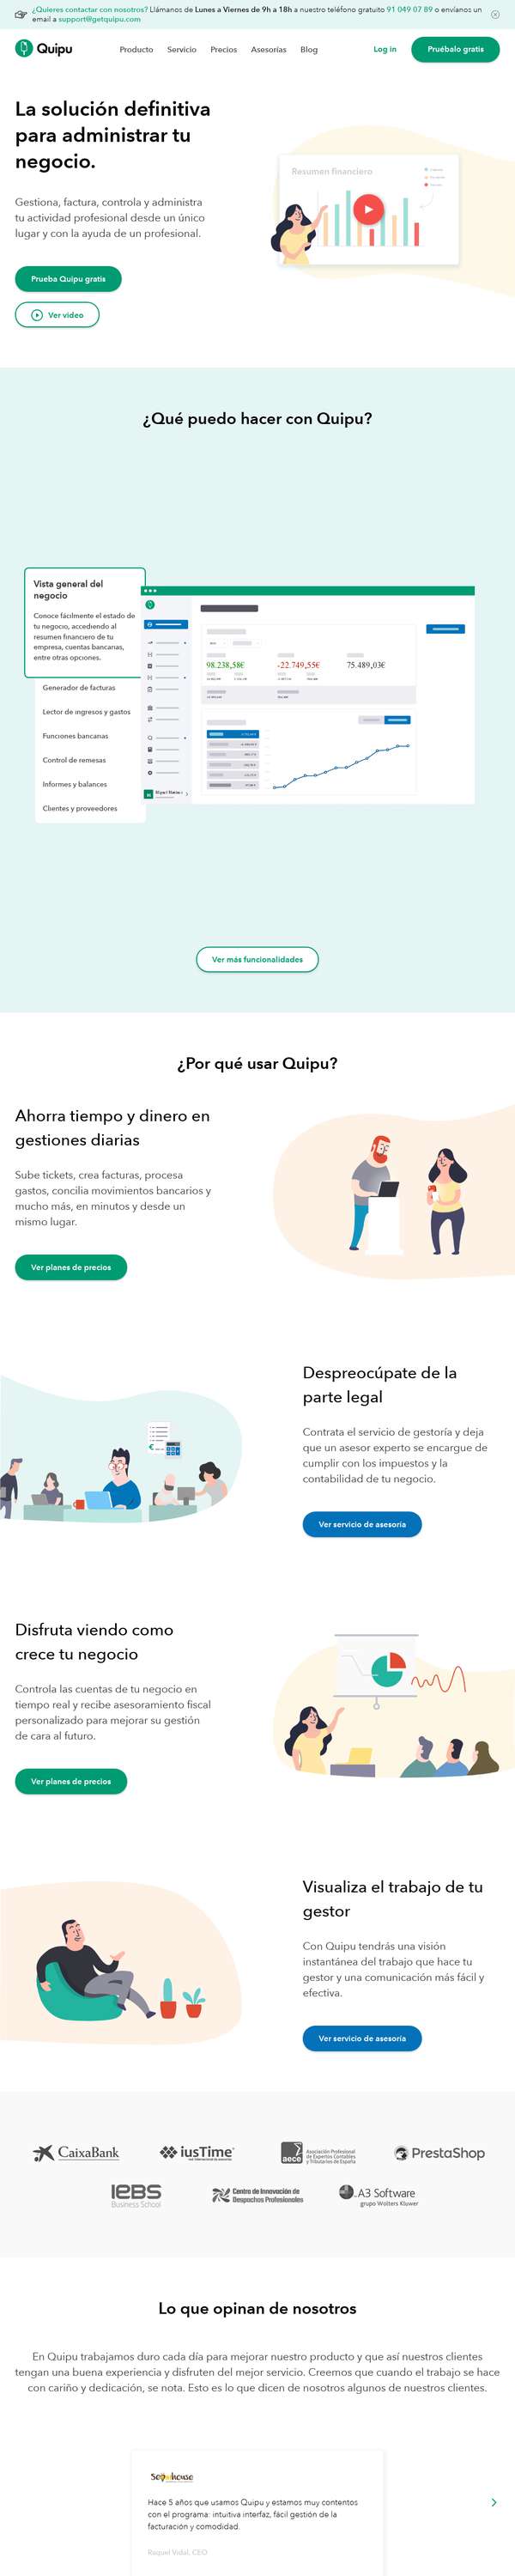 ¿Quieres contactar con nosotros? Llámanos de Lunes a Viernes de 9h a 18h a nuestro teléfono gratuito 91 049 07 89 o envíanos un
email a support@getquipu.com
Quipu
Producto Servicio Precios Asesorías Blog
Log in
Pruébalo gratis
La solución definitiva
para administrar tu
negocio.
Gestiona, factura, controla y administra
tu actividad profesional desde un único
lugar y con la ayuda de un profesional.
Prueba Quipu gratis
Ver video
Resumen financiero
¿Qué puedo hacer con Quipu?
Vista general del
negocio
Conoce fácilmente el estado de
tu negocio, accediendo al
resumen financiero de tu
empresa, cuentas bancarias,
entre otras opciones.
Generador de facturas
Lector de ingresos y gastos
Funciones bancarias
Control de remesas
Informes y balances
Clientes y proveedores
98.238,58€ -22.749,55€ 75.489,03€
Ver más funcionalidades
¿Por qué usar Quipu?
Ahorra tiempo y dinero en
gestiones diarias
Sube tickets, crea facturas, procesa
gastos, concilia movimientos bancarios y
mucho más, en minutos y desde un
mismo lugar.
Ver planes de precios
Despreocúpate de la
parte legal
Contrata el servicio de gestoría y deja
que un asesor experto se encargue de
cumplir con los impuestos y la
contabilidad de tu negocio.
Ver servicio de asesoría
Disfruta viendo como
crece tu negocio
Controla las cuentas de tu negocio en
tiempo real y recibe asesoramiento fiscal
personalizado para mejorar su gestión
de cara al futuro.
Ver planes de precios
Visualiza el trabajo de tu
gestor
Con Quipu tendrás una visión
instantánea del trabajo que hace tu
gestor y una comunicación más fácil y
efectiva.
Ver servicio de asesoría
CaixaBank
iusTime
aece Asociación Profesional
de Expertos Contables
y Tributarios de España
PrestaShop
IEBS
Business School
Centro de Innovación de
Despachos Profesionales
A3 Software
grupo Wolters Kluwer
Lo que opinan de nosotros
En Quipu trabajamos duro cada día para mejorar nuestro producto y que así nuestros clientes
tengan una buena experiencia y disfruten del mejor servicio. Creemos que cuando el trabajo se hace
con cariño y dedicación, se nota. Esto es lo que dicen de nosotros algunos de nuestros clientes.
Hace 5 años que usamos Quipu y estamos muy contentos
con el programa: intuitiva interfaz, fácil gestión de la
facturación y comodidad.
Raquel Vidal, CEO